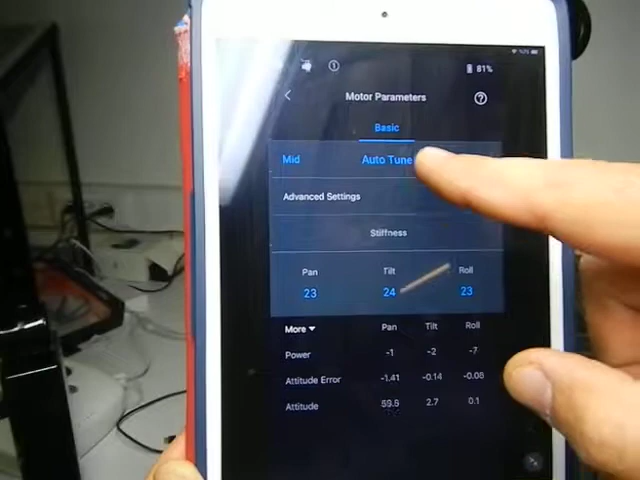 81%
Motor Parameters
Basic
Mid Auto Tune
Advanced Settings
Stiffness
Pan Tilt Roll
23 24 23
More Pan Tilt Roll
Power -1 -2 -7
Attitude Error -1.41 -0.14 -0.08
Attitude 59.9 2.7 0.1